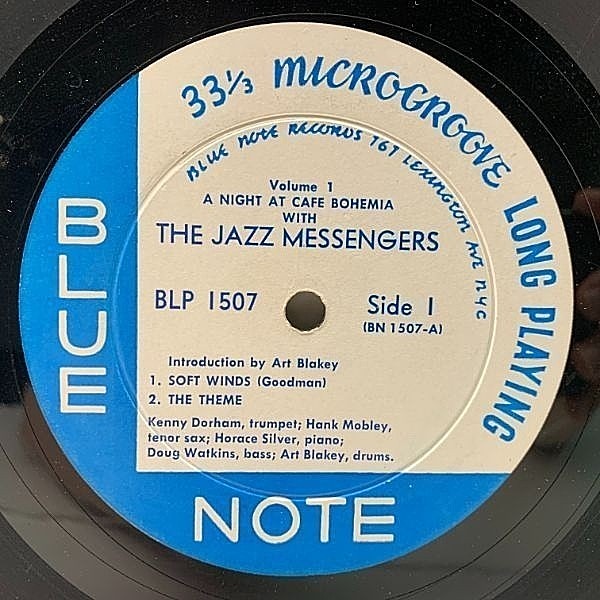 33⅓ MICROGROOVE LONG PLAYING
BLUE NOTE RECORDS 767 LEXINGTON AVE NYC
Volume 1
A NIGHT AT CAFE BOHEMIA
WITH
THE JAZZ MESSENGERS
BLP 1507
Side 1
(BN 1507-A)
Introduction by Art Blakey
1. SOFT WINDS (Goodman)
2. THE THEME
Kenny Dorham, trumpet; Hank Mobley,
tenor sax; Horace Silver, piano;
Doug Watkins, bass; Art Blakey, drums.
BLUE
NOTE